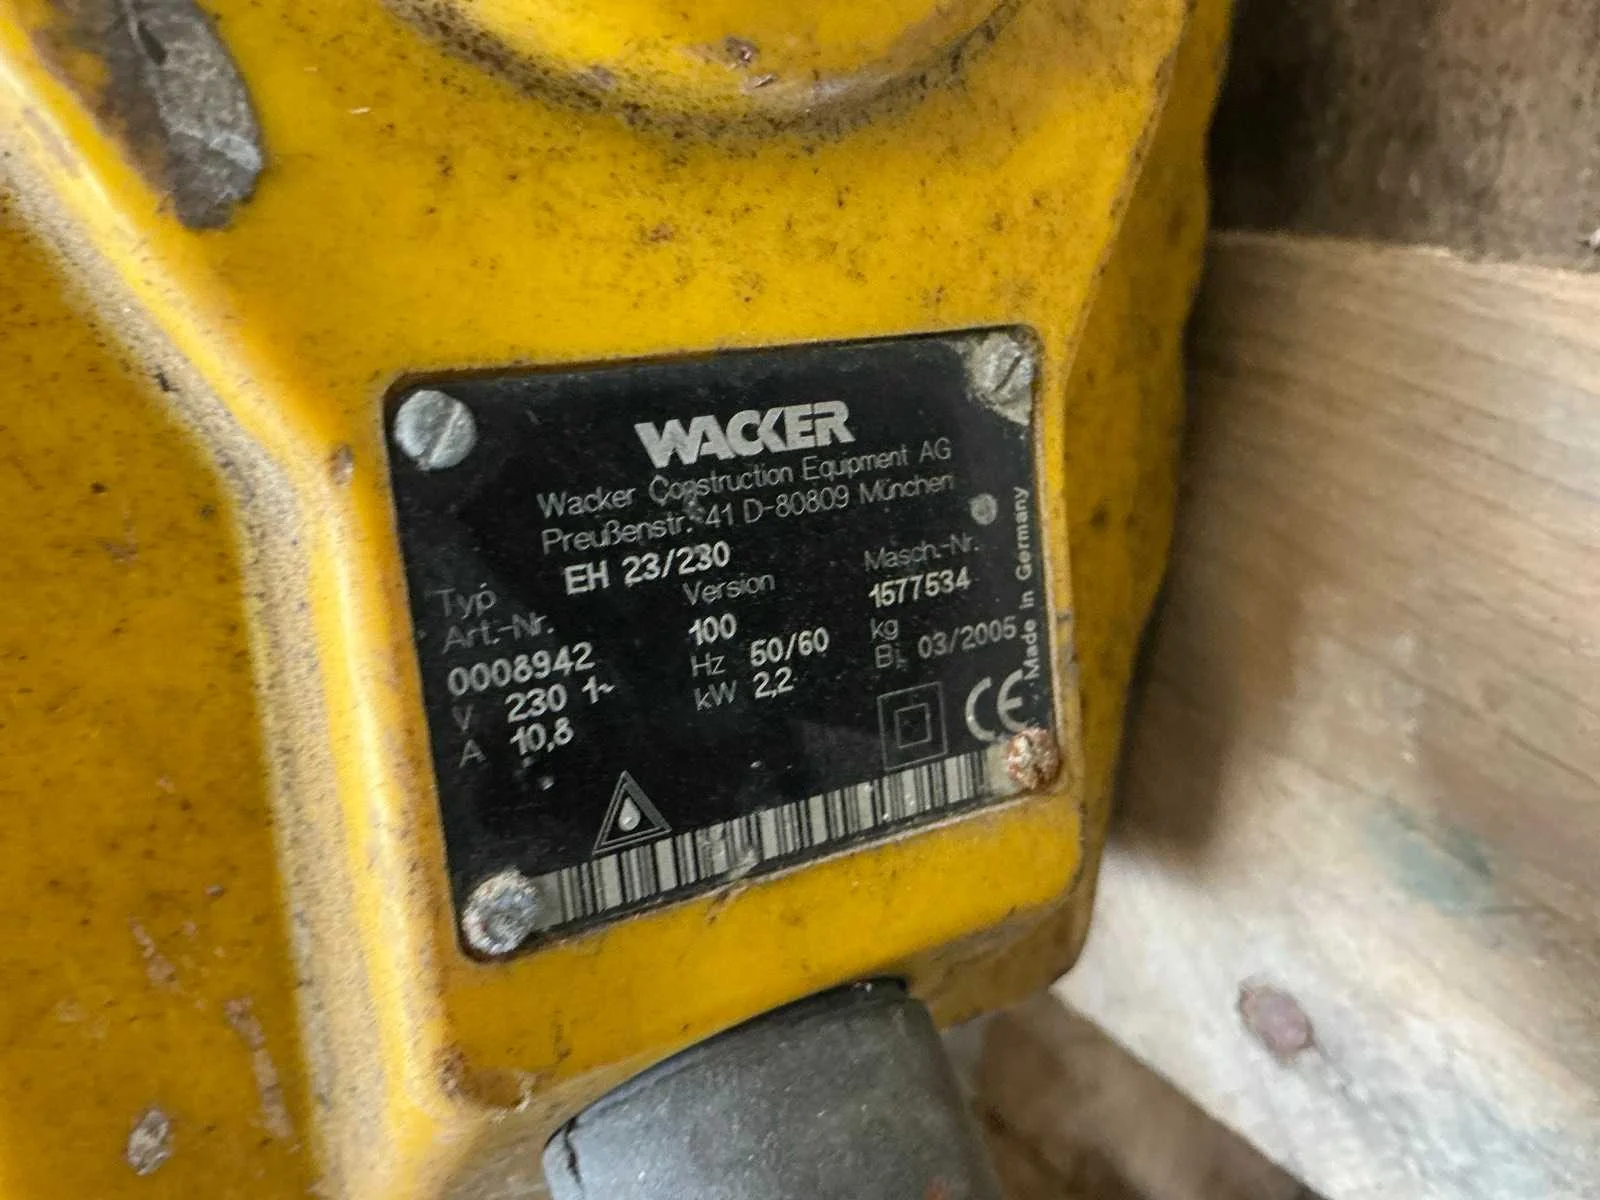 WACKER
Wacker Construction Equipment AG
Preußenstr. 41 D-80809 München
Typ EH 23/230
Art.-Nr. Version Masch.-Nr.
0008942 100 1577534
V 230 1~ Hz 50/60 kg
A 10,8 kW 2,2 Bj. 03/2005
Made in Germany
CE